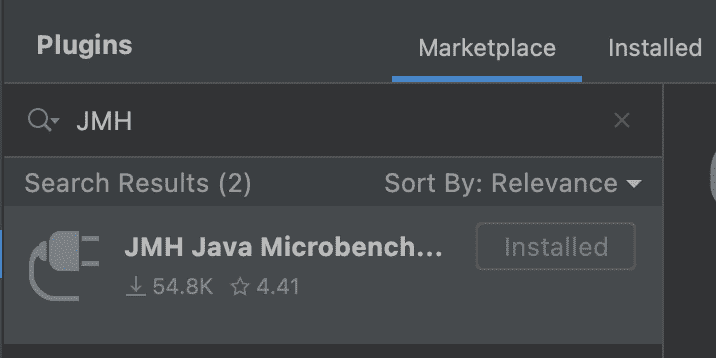 Plugins
Marketplace Installed
JMH
Search Results (2) Sort By: Relevance
JMH Java Microbench... Installed
54.8K 4.41